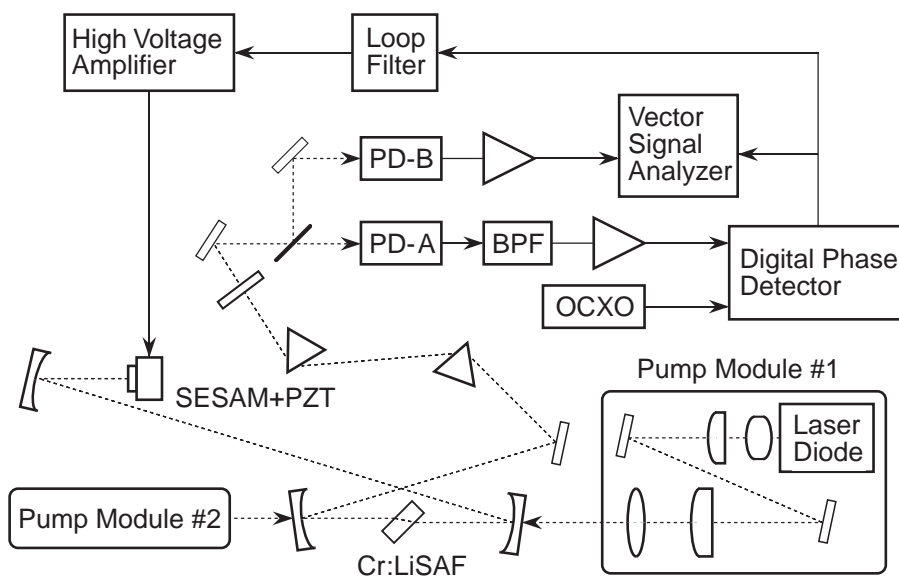 High Voltage
Amplifier
Loop
Filter
Vector
Signal
Analyzer
PD-B
PD-A
BPF
Digital Phase
Detector
OCXO
SESAM+PZT
Pump Module #1
Laser
Diode
Pump Module #2
Cr:LiSAF